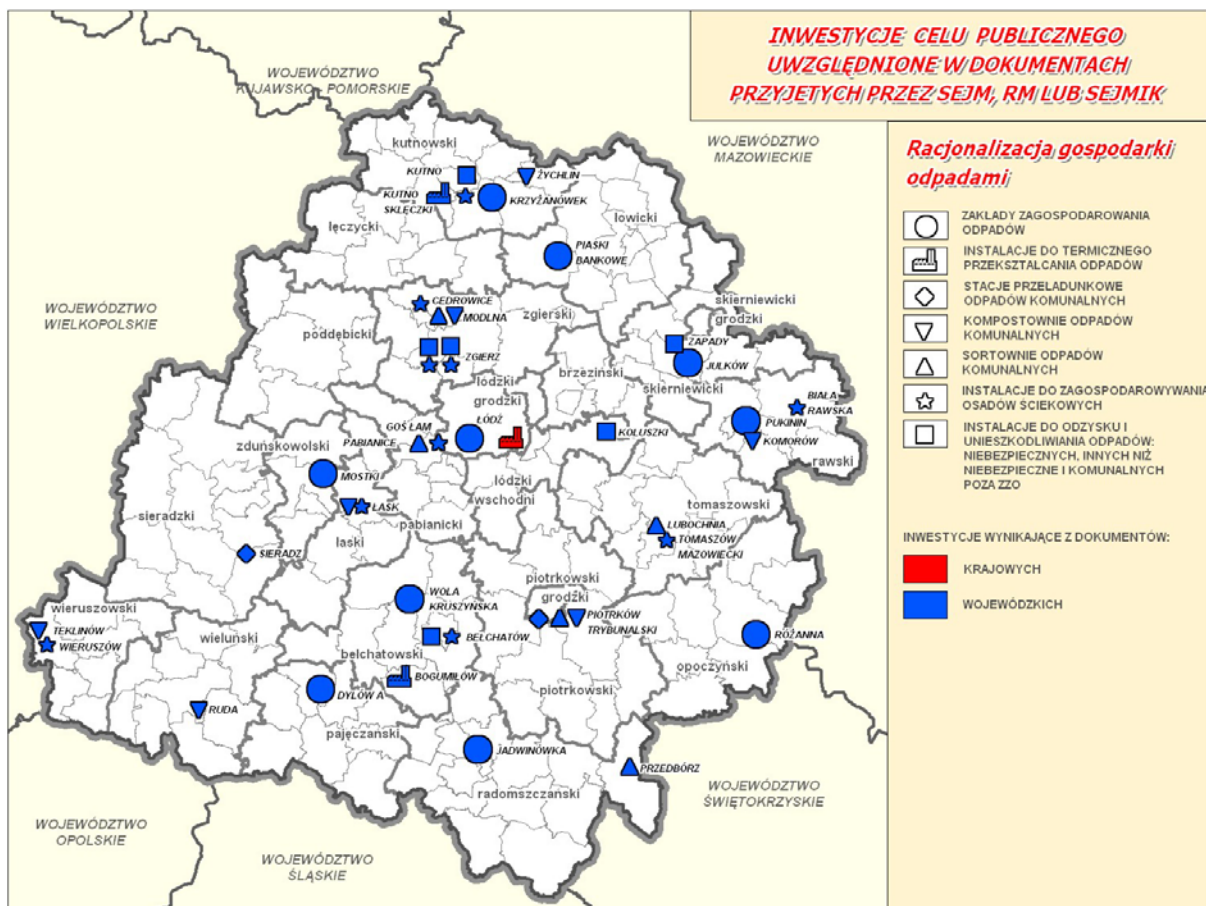 INWESTYCJE CELU PUBLICZNEGO
UWZGLĘDNIONE W DOKUMENTACH
PRZYJETYCH PRZEZ SEJM, RM LUB SEJMIK
Racjonalizacja gospodarki
odpadami
ZAKŁADY ZAGOSPODAROWANIA
ODPADÓW
INSTALACJE DO TERMICZNEGO
PRZEKSZTAŁCANIA ODPADÓW
STACJE PRZEŁADUNKOWE
ODPADÓW KOMUNALNYCH
KOMPOSTOWNIE ODPADÓW
KOMUNALNYCH
SORTOWNIE ODPADÓW
KOMUNALNYCH
INSTALACJE DO ZAGOSPODAROWYWANIA
OSADÓW ŚCIEKOWYCH
INSTALACJE DO ODZYSKU I
UNIESZKODLIWIANIA ODPADÓW:
NIEBEZPIECZNYCH, INNYCH NIŻ
NIEBEZPIECZNE I KOMUNALNYCH
POZA ZZO
INWESTYCJE WYNIKAJĄCE Z DOKUMENTÓW:
KRAJOWYCH
WOJEWÓDZKICH
WOJEWÓDZTWO
KUJAWSKO - POMORSKIE
WOJEWÓDZTWO
MAZOWIECKIE
WOJEWÓDZTWO
WIELKOPOLSKIE
WOJEWÓDZTWO
OPOLSKIE
WOJEWÓDZTWO
ŚLĄSKIE
WOJEWÓDZTWO
ŚWIĘTOKRZYSKIE
kutnowski
KUTNO
ŻYCHLIN
KUTNO
SKLĘCZKI
KRZYŻANÓWEK
łowicki
łęczycki
PIASKI
BANKOWE
CEDROWICE
MODLNA
zgierski
skierniewicki
grodzki
poddębicki
ZGIERZ
ZAPADY
JULKÓW
brzeziński
skierniewicki
łódzki
grodzki
BIAŁA
RAWSKA
PUKININ
KOMORÓW
rawski
GOŚ ŁAM
PABIANICE
ŁÓDŹ
KOLUSZKI
zduńskowolski
MOSTKI
łódzki
wschodni
tomaszowski
ŁASK
pabianicki
sieradzki
łaski
LUBOCHNIA
TOMASZÓW
MAZOWIECKI
SIERADZ
piotrkowski
grodzki
WOLA
KRUSZYŃSKA
PIOTRKÓW
TRYBUNALSKI
wieruszowski
TEKLINÓW
WIERUSZÓW
wieluński
BEŁCHATÓW
RÓŻANNA
bełchatowski
opoczyński
BOGUMIŁÓW
DYLÓW A
piotrkowski
RUDA
pajęczański
JADWINÓWKA
PRZEDBÓRZ
radomszczański